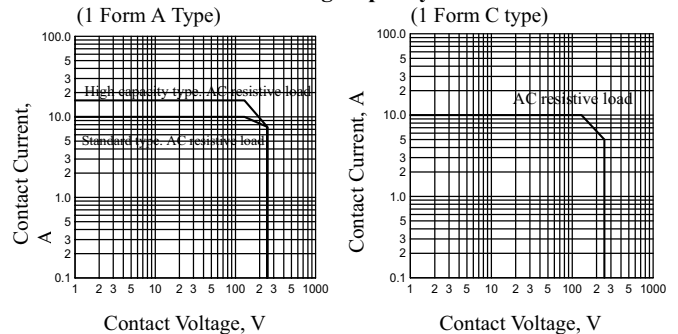 (1 Form A Type)
100.0
5
3
2
High capacity type. AC resistive load
10.0
Standard type. AC resistive load
5
3
2
1.0
5
3
2
0.1
1 2 3 5 10 2 3 5 100 2 3 5 1000
Contact Current, A
Contact Voltage, V
(1 Form C type)
100.0
5
3
2
AC resistive load
10.0
5
3
2
1.0
5
3
2
0.1
1 2 3 5 10 2 3 5 100 2 3 5 1000
Contact Current, A
Contact Voltage, V